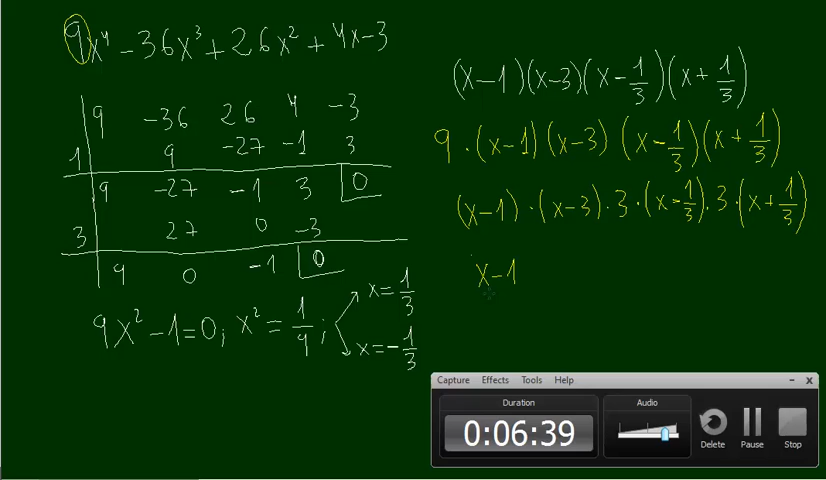 9x⁴ - 36x³ + 26x² + 4x - 3
9 -36 26 4 -3
1 9 -27 -1 3
9 -27 -1 3 0
3 27 0 -3
9 0 -1 0
9x² - 1 = 0; x² = 1/9; x = 1/3
x = - 1/3
(x-1)(x-3)(x-1/3)(x+1/3)
9·(x-1)(x-3)(x-1/3)(x+1/3)
(x-1)·(x-3)·3·(x-1/3)·3·(x+1/3)
x-1
Capture Effects Tools Help
Duration
0:06:39
Audio
Delete Pause Stop